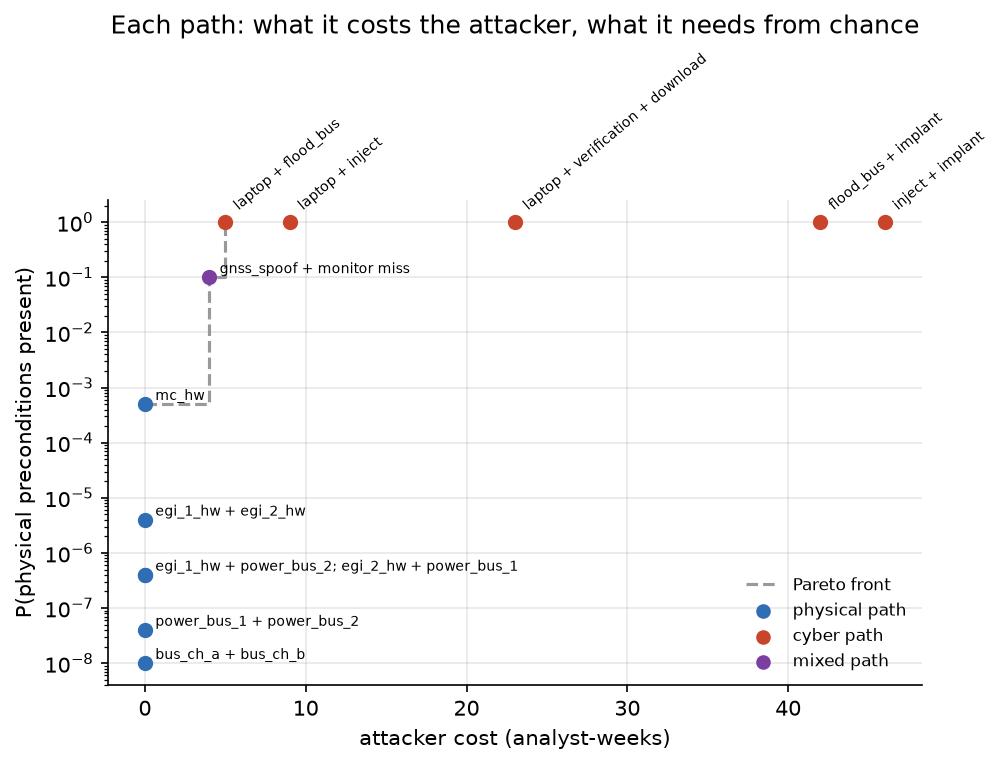 Each path: what it costs the attacker, what it needs from chance
laptop + flood_bus
laptop + inject
laptop + verification + download
flood_bus + implant
inject + implant
10⁰
10⁻¹
10⁻²
10⁻³
10⁻⁴
10⁻⁵
10⁻⁶
10⁻⁷
10⁻⁸
P(physical preconditions present)
gnss_spoof + monitor miss
mc_hw
egi_1_hw + egi_2_hw
egi_1_hw + power_bus_2; egi_2_hw + power_bus_1
power_bus_1 + power_bus_2
bus_ch_a + bus_ch_b
Pareto front
physical path
cyber path
mixed path
0 10 20 30 40
attacker cost (analyst-weeks)